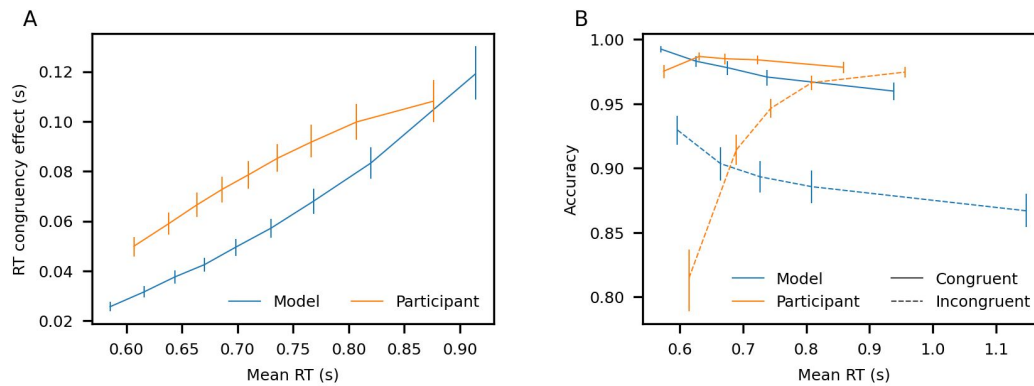 A
RT congruency effect (s)
0.12
0.10
0.08
0.06
0.04
0.02
Model
Participant
0.60 0.65 0.70 0.75 0.80 0.85 0.90
Mean RT (s)
B
Accuracy
1.00
0.95
0.90
0.85
0.80
Model
Participant
Congruent
Incongruent
0.6 0.7 0.8 0.9 1.0 1.1
Mean RT (s)